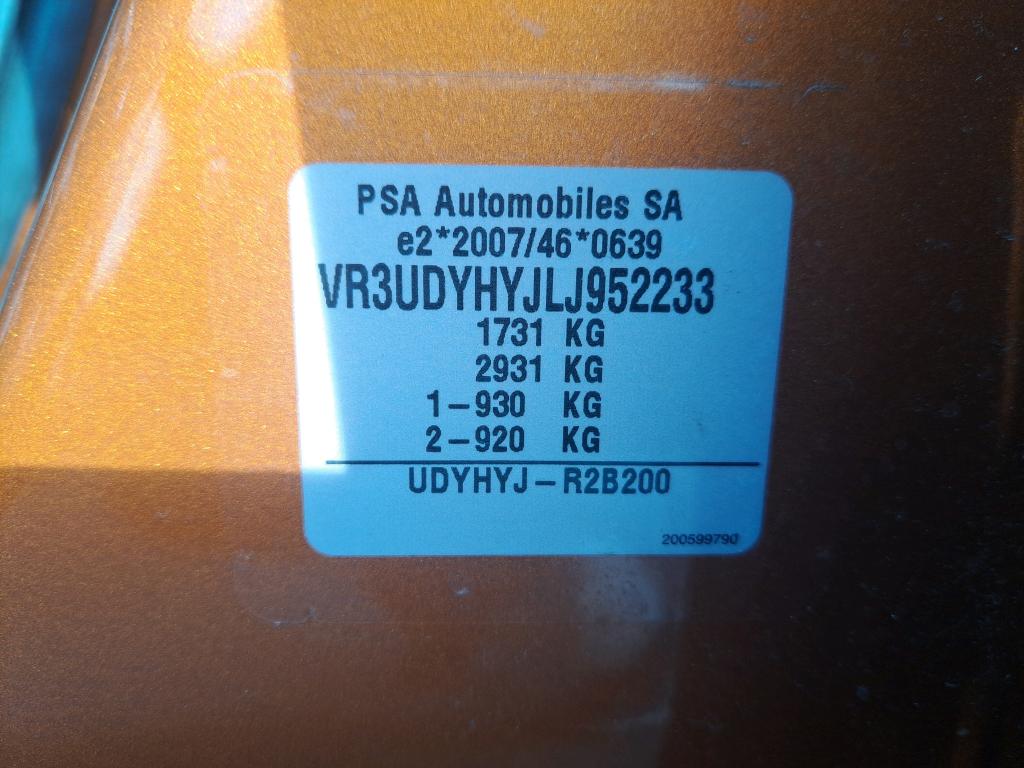 PSA Automobiles SA
e2*2007/46*0639
VR3UDYHYJLJ952233
1731 KG
2931 KG
1-930 KG
2-920 KG
UDYHYJ-R2B200
200599790